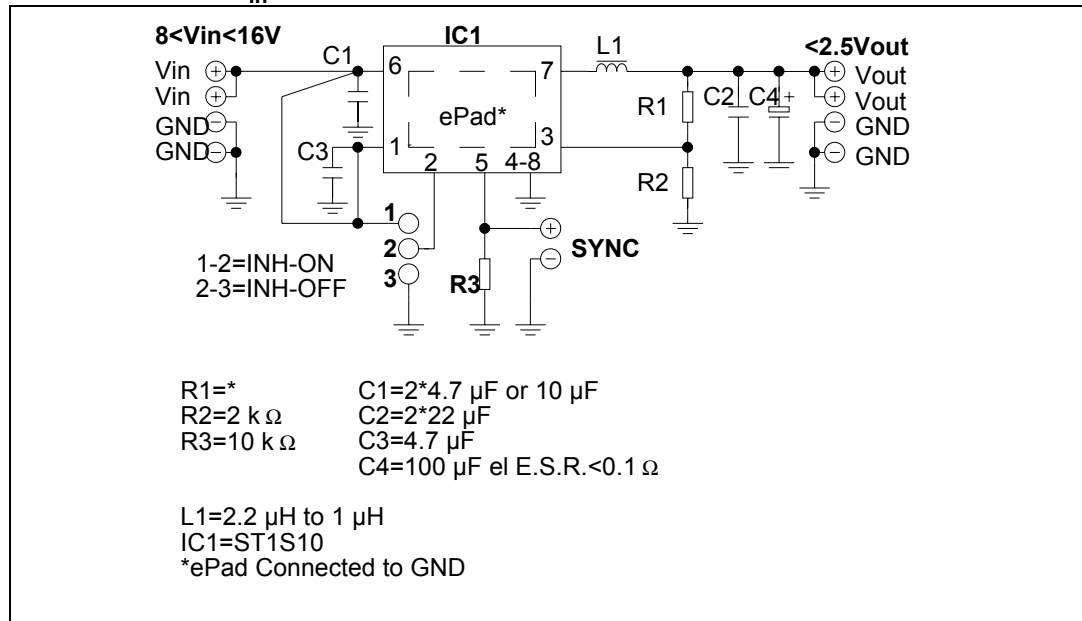 in
8<Vin<16V
IC1
L1
<2.5Vout
C1
Vin
6
7
Vout
Vin
R1
C2
C4
+
Vout
GND
ePad*
GND
GND
C3
1
3
GND
2
5
4-8
R2
1
2
SYNC
3
R3
1-2=INH-ON
2-3=INH-OFF
R1=*
C1=2*4.7 µF or 10 µF
R2=2 k Ω
C2=2*22 µF
R3=10 k Ω
C3=4.7 µF
C4=100 µF el E.S.R.<0.1 Ω
L1=2.2 µH to 1 µH
IC1=ST1S10
*ePad Connected to GND